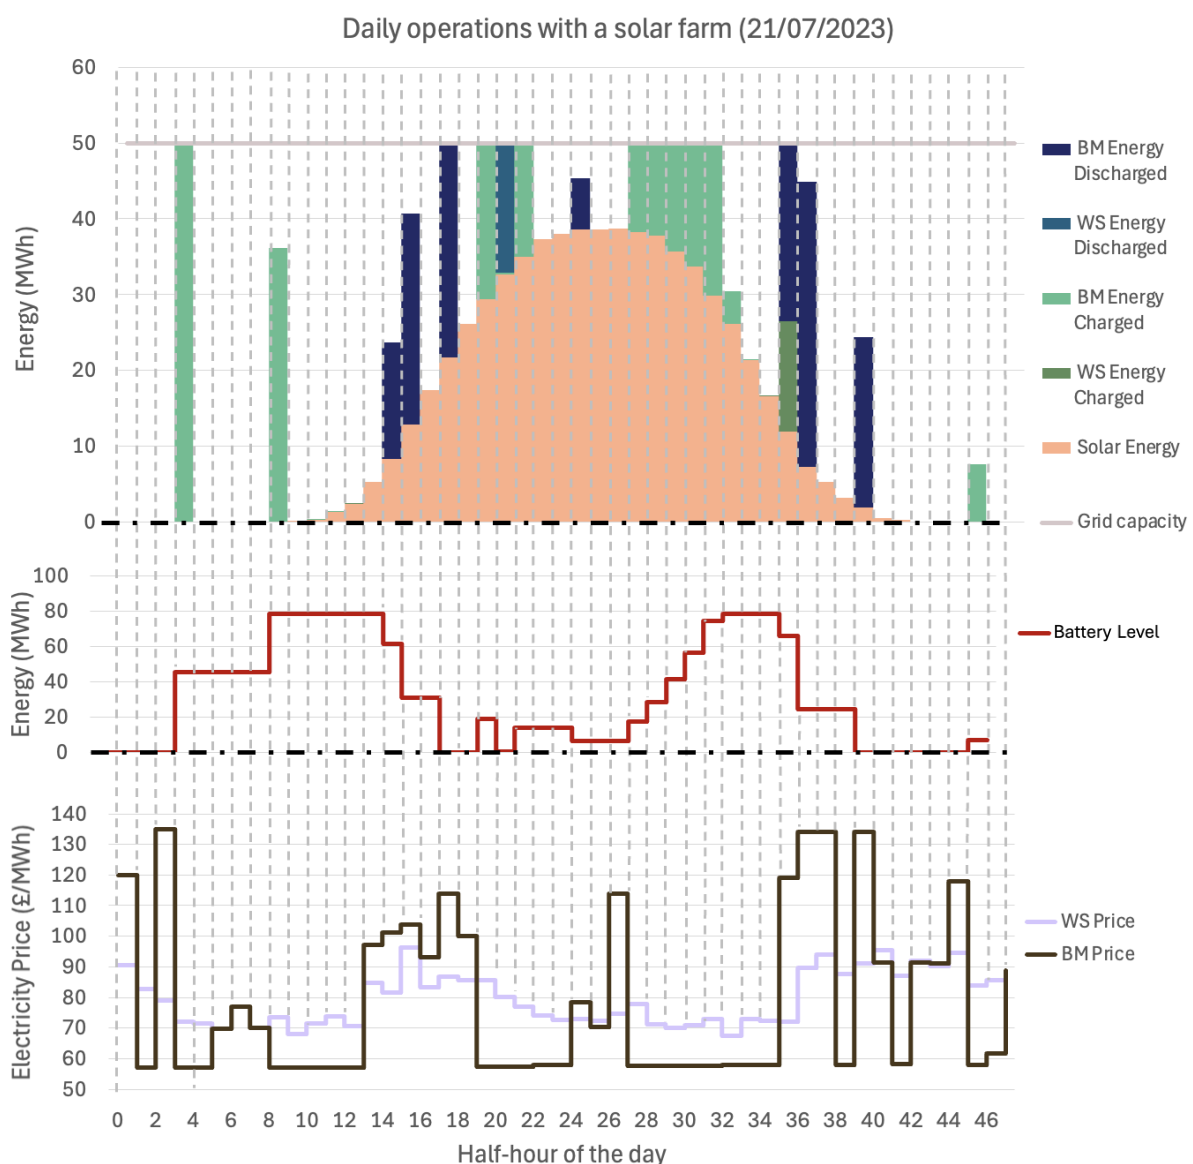 Daily operations with a solar farm (21/07/2023)
60
50
40
30
20
10
0
Energy (MWh)
BM Energy
Discharged
WS Energy
Discharged
BM Energy
Charged
WS Energy
Charged
Solar Energy
Grid capacity
100
80
60
40
20
0
Energy (MWh)
Battery Level
140
130
120
110
100
90
80
70
60
50
Electricity Price (£/MWh)
WS Price
BM Price
0 2 4 6 8 10 12 14 16 18 20 22 24 26 28 30 32 34 36 38 40 42 44 46
Half-hour of the day